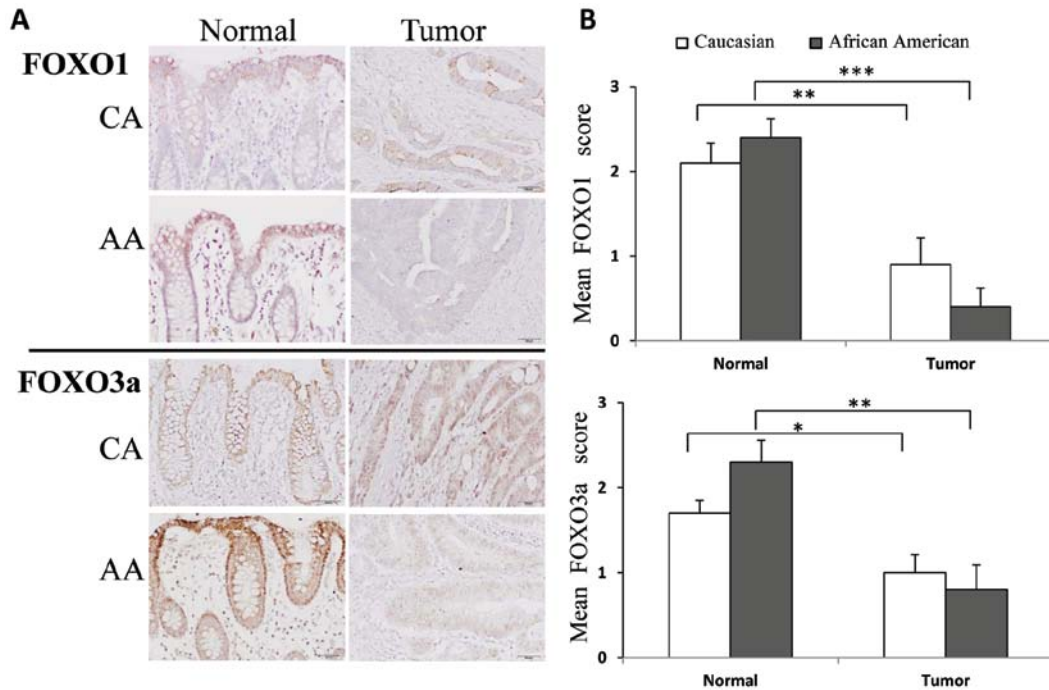 A
Normal Tumor
FOXO1
CA
AA
FOXO3a
CA
AA
B
Caucasian African American
***
**
3
2
1
0
Mean FOXO1 score
Normal Tumor
**
*
3
2
1
0
Mean FOXO3a score
Normal Tumor